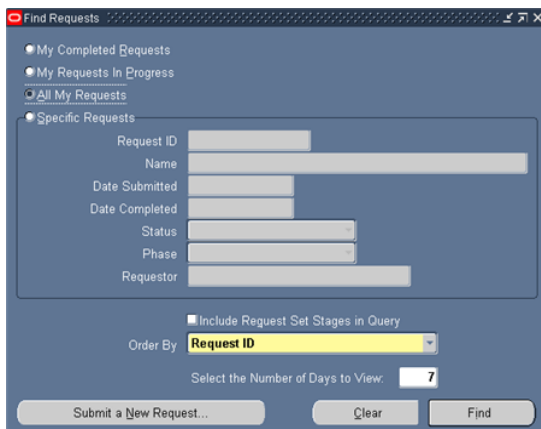 Find Requests
My Completed Requests
My Requests In Progress
All My Requests
Specific Requests
Request ID
Name
Date Submitted
Date Completed
Status
Phase
Requestor
Include Request Set Stages in Query
Order By Request ID
Select the Number of Days to View: 7
Submit a New Request... Clear Find